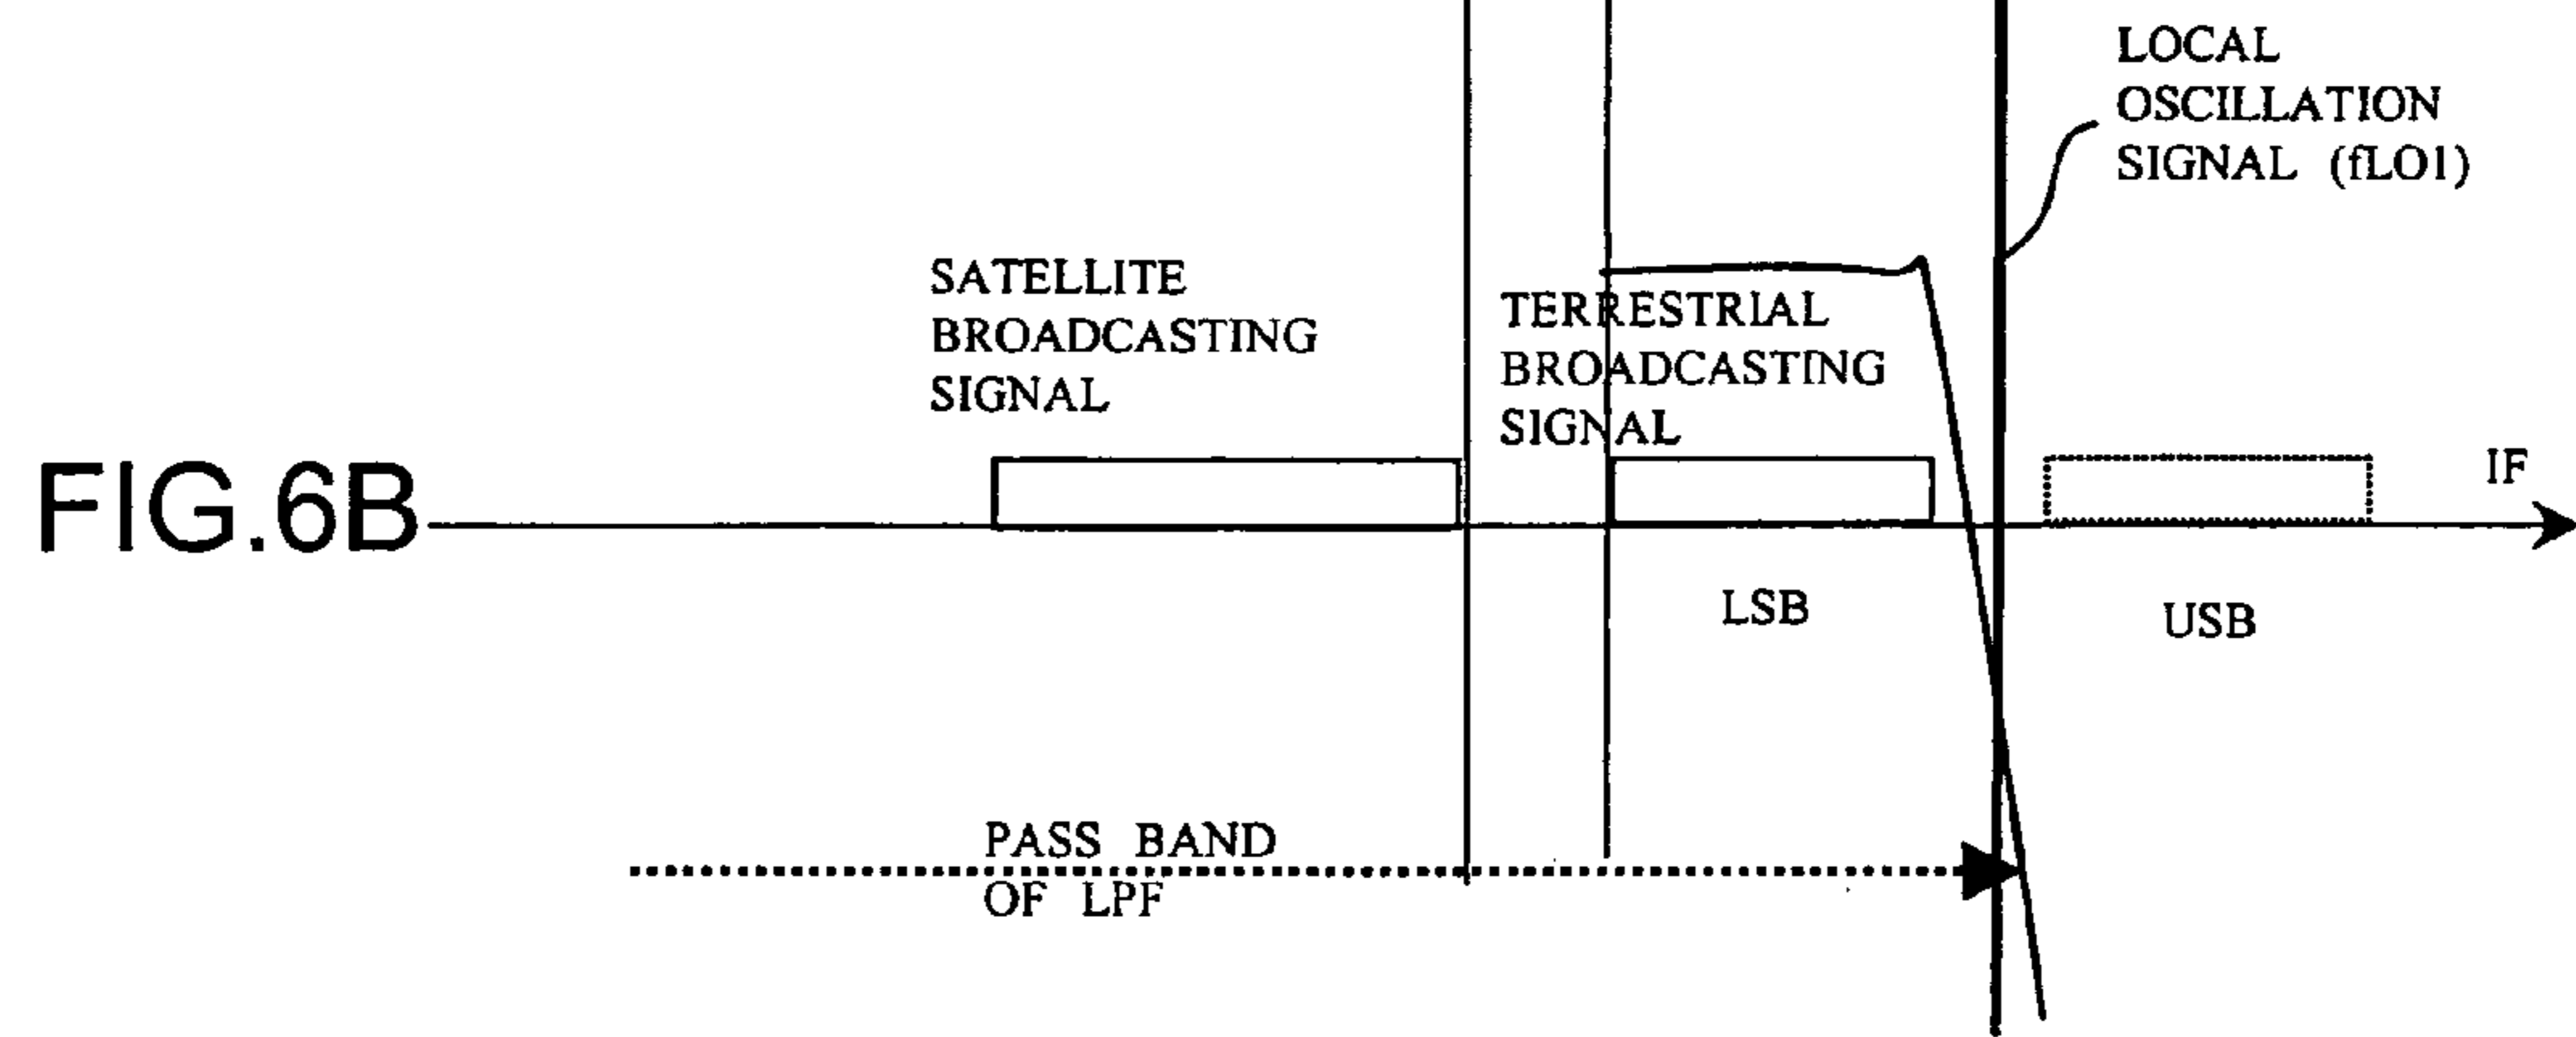 LOCAL
OSCILLATION
SIGNAL (fLO1)
SATELLITE
BROADCASTING
SIGNAL
TERRESTRIAL
BROADCASTING
SIGNAL
FIG.6B
IF
LSB
USB
PASS BAND
OF LPF